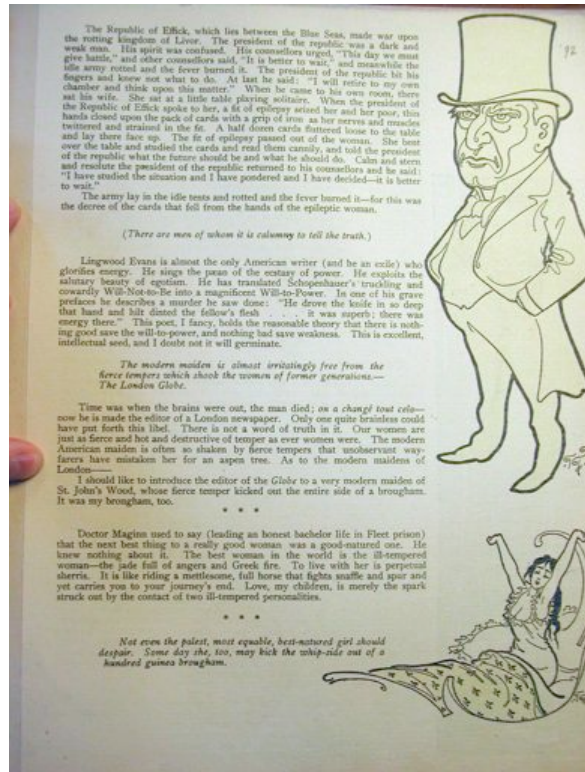 The Republic of Effick, which lies between the Blue Seas, made war upon
the rotting kingdom of Livor. The president of the republic was a dark and
weak man. His spirit was confused. His counsellors urged, "This day we must
give battle," and other counsellors said, "It is better to wait," and meanwhile the
idle army rotted and the fever burned it. The president of the republic bit his
fingers and knew not what to do. At last he said: "I will retire to my own
chamber and think upon this matter." When he came to his own room, there
sat his wife. She sat at a little table playing solitaire. When the president of
the Republic of Effick spoke to her, a fit of epilepsy seized her and her poor, thin
hands closed upon the pack of cards with a grip of iron as her nerves and muscles
twittered and strained in the fit. A half dozen cards fluttered loose to the table
and lay there face up. The fit of epilepsy passed out of the woman. She bent
over the table and studied the cards and read them cannily, and told the president
of the republic what the future should be and what he should do. Calm and stern
and resolute the president of the republic returned to his counsellors and he said:
"I have studied the situation and I have pondered and I have decided—it is better
to wait."
The army lay in the idle tents and rotted and the fever burned it—for this was
the decree of the cards that fell from the hands of the epileptic woman.
(There are men of whom it is calumny to tell the truth.)
Lingwood Evans is almost the only American writer (and he an exile) who
glorifies energy. He sings the pæan of the ecstasy of power. He exploits the
salutary beauty of egotism. He has translated Schopenhauer's truckling and
cowardly Will-Not-to-Be into a magnificent Will-to-Power. In one of his grave
prefaces he describes a murder he saw done: "He drove the knife in so deep
that hand and hilt dinted the fellow's flesh . . . it was superb; there was
energy there." This poet, I fancy, holds the reasonable theory that there is noth-
ing good save the will-to-power, and nothing bad save weakness. This is excellent,
intellectual seed, and I doubt not it will germinate.
The modern maiden is almost irritatingly free from the
fierce tempers which shook the women of former generations.—
The London Globe.
Time was when the brains were out, the man died; on a changé tout cela—
now he is made the editor of a London newspaper. Only one quite brainless could
have put forth this libel. There is not a word of truth in it. Our women are
just as fierce and hot and destructive of temper as ever women were. The modern
American maiden is often so shaken by fierce tempers that unobservant way-
farers have mistaken her for an aspen tree. As to the modern maidens of
London——
I should like to introduce the editor of the Globe to a very modern maiden of
St. John's Wood, whose fierce temper kicked out the entire side of a brougham.
It was my brougham, too.
* * *
Doctor Maginn used to say (leading an honest bachelor life in Fleet prison)
that the next best thing to a really good woman was a good-natured one. He
knew nothing about it. The best woman in the world is the ill-tempered
woman—the jade full of angers and Greek fire. To live with her is perpetual
sherris. It is like riding a mettlesome, full horse that fights snaffle and spur and
yet carries you to your journey's end. Love, my children, is merely the spark
struck out by the contact of two ill-tempered personalities.
* * *
Not even the palest, most equable, best-natured girl should
despair. Some day she, too, may kick the whip-side out of a
hundred guinea brougham.